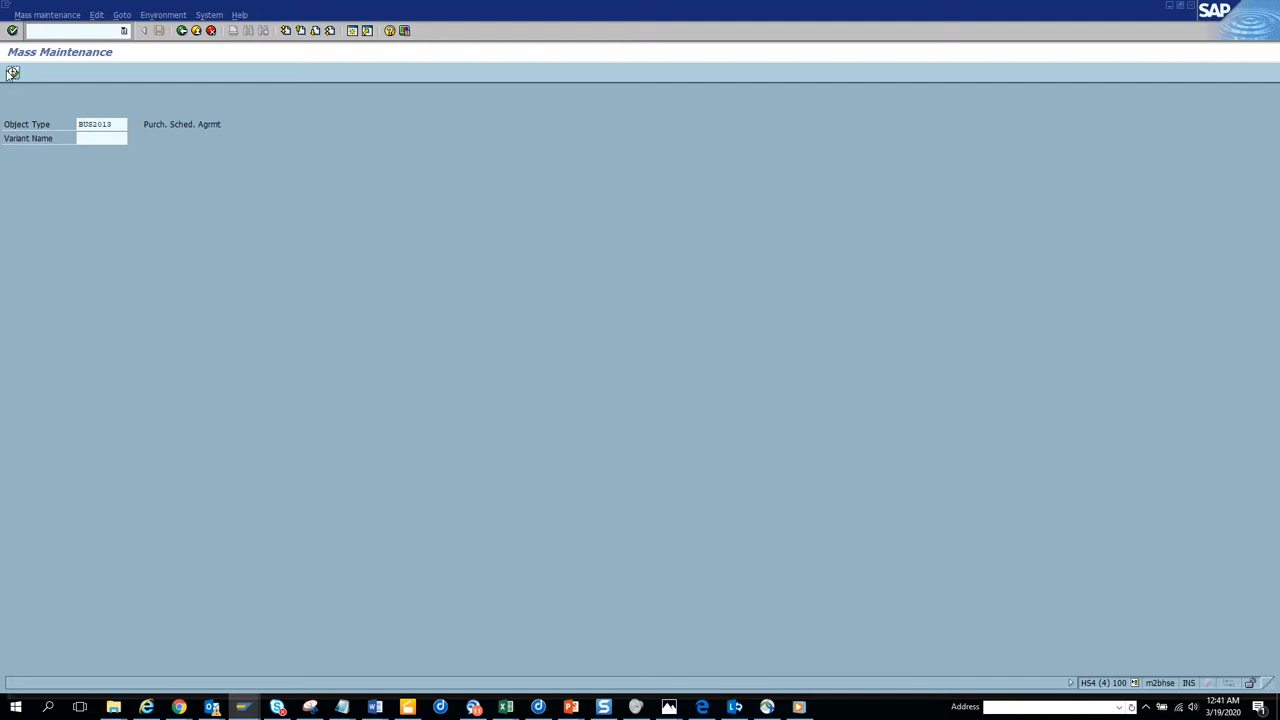 Mass maintenance Edit Goto Environment System Help
SAP
Mass Maintenance
Object Type BUS2013 Purch. Sched. Agrmt
Variant Name
HS4 (4) 100 m2bhse INS
Address 12:41 AM
3/19/2020